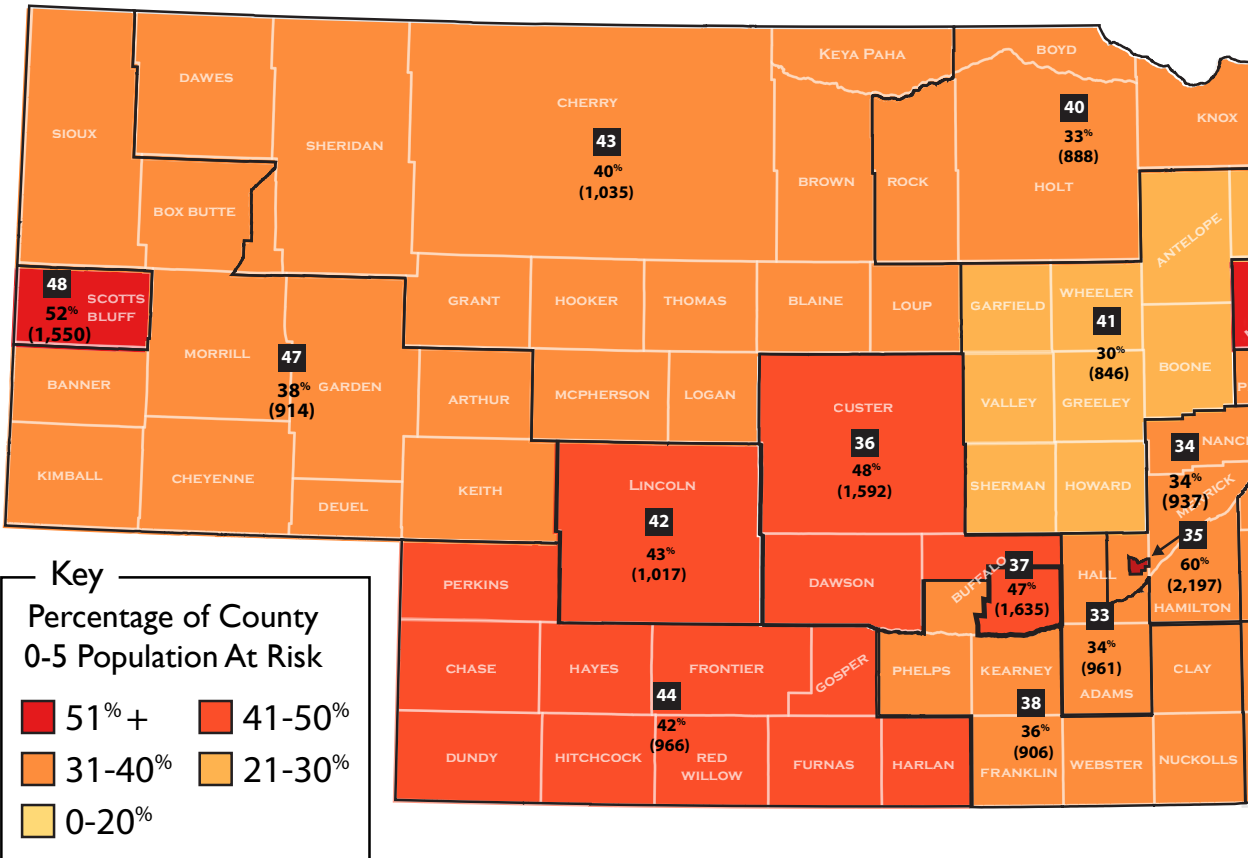 KEYA PAHA
BOYD
DAWES
CHERRY
40
KNOX
SIOUX
43
33%
(888)
SHERIDAN
40%
(1,035)
BROWN
ROCK
HOLT
BOX BUTTE
ANTELOPE
48
SCOTTS
BLUFF
52%
(1,550)
GRANT
HOOKER
THOMAS
BLAINE
LOUP
GARFIELD
WHEELER
41
30%
(846)
MORRILL
47
38%
(914)
GARDEN
BANNER
ARTHUR
MCPHERSON
LOGAN
CUSTER
36
48%
(1,592)
VALLEY
GREELEY
BOONE
P
34
NANC
34%
(937)
MERRICK
KIMBALL
CHEYENNE
DEUEL
KEITH
LINCOLN
42
43%
(1,017)
SHERMAN
HOWARD
35
60%
(2,197)
HAMILTON
PERKINS
DAWSON
BUFFALO
37
47%
(1,635)
HALL
33
34%
(961)
ADAMS
CHASE
HAYES
FRONTIER
GOSPER
PHELPS
KEARNEY
CLAY
44
42%
(966)
38
36%
(906)
DUNDY
HITCHCOCK
RED
WILLOW
FURNAS
HARLAN
FRANKLIN
WEBSTER
NUCKOLLS
Key
Percentage of County
0-5 Population At Risk
51%+
41-50%
31-40%
21-30%
0-20%